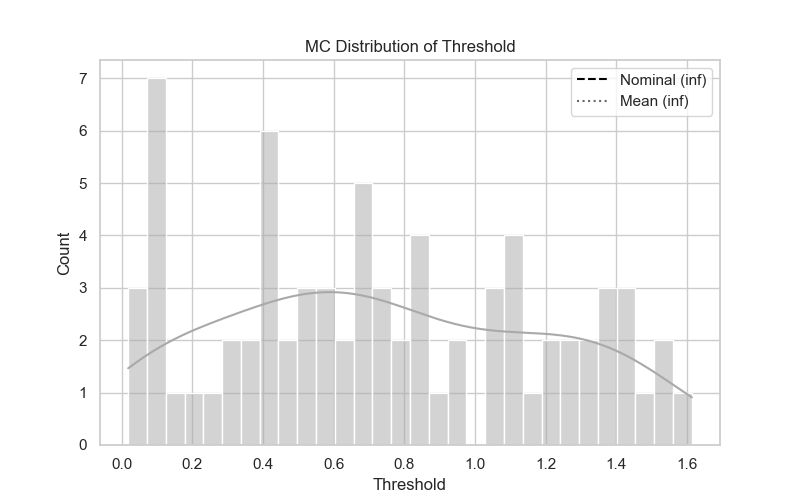 MC Distribution of Threshold
Nominal (inf)
Mean (inf)
7
6
5
4
3
2
1
0
Count
0.0 0.2 0.4 0.6 0.8 1.0 1.2 1.4 1.6
Threshold